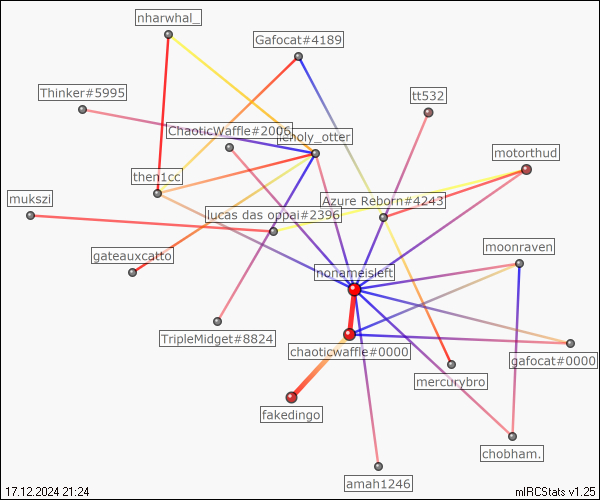 nharwhal_
Gafocat#4189
Thinker#5995
tt532
ChaoticWaffle#2006
icholy_otter
motorthud
then1cc
mukszi
Azure Reborn#4243
lucas das oppai#2396
moonraven
gateauxcatto
nonameisleft
TripleMidget#8824
chaoticwaffle#0000
gafocat#0000
mercurybro
fakedingo
chobham.
amah1246
17.12.2024 21:24
mIRCStats v1.25